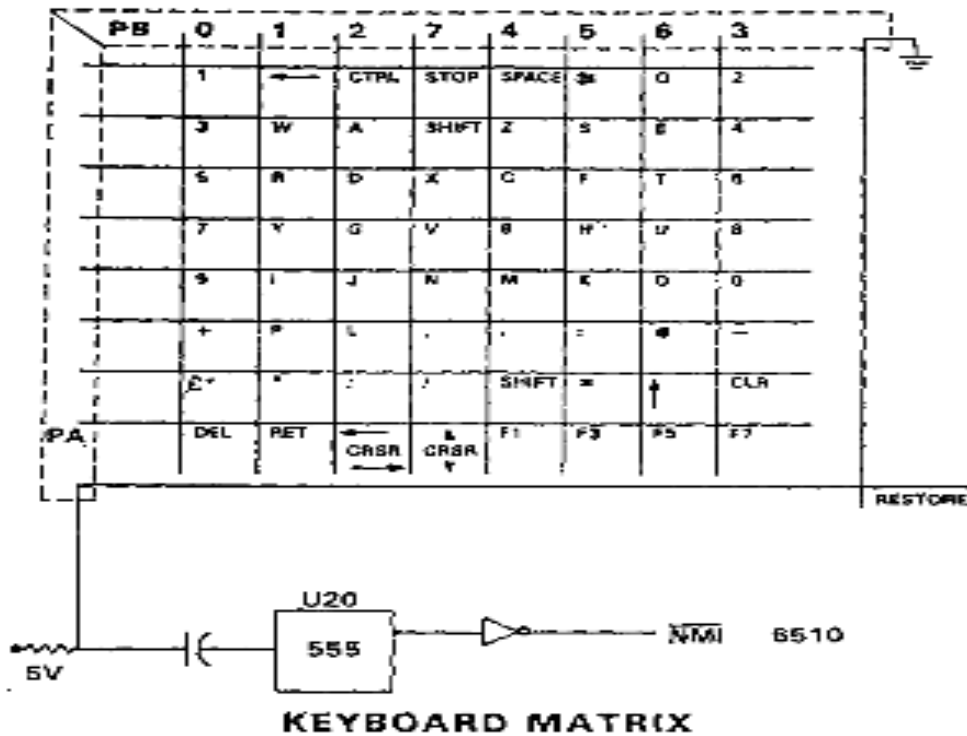 PB 0 1 2 7 4 5 6 3
1 ← CTRL STOP SPACE Q 2
3 W A SHIFT Z S E 4
5 R D X C F T 6
7 Y G V B H U 8
9 I J N M K O 0
+ P L , . : @ −
£ * ; / SHIFT = ↑ CLR
PA DEL RET ← CRSR → CRSR F1 F3 F5 F7
RESTORE
U20
555
NMI 6510
5V
KEYBOARD MATRIX